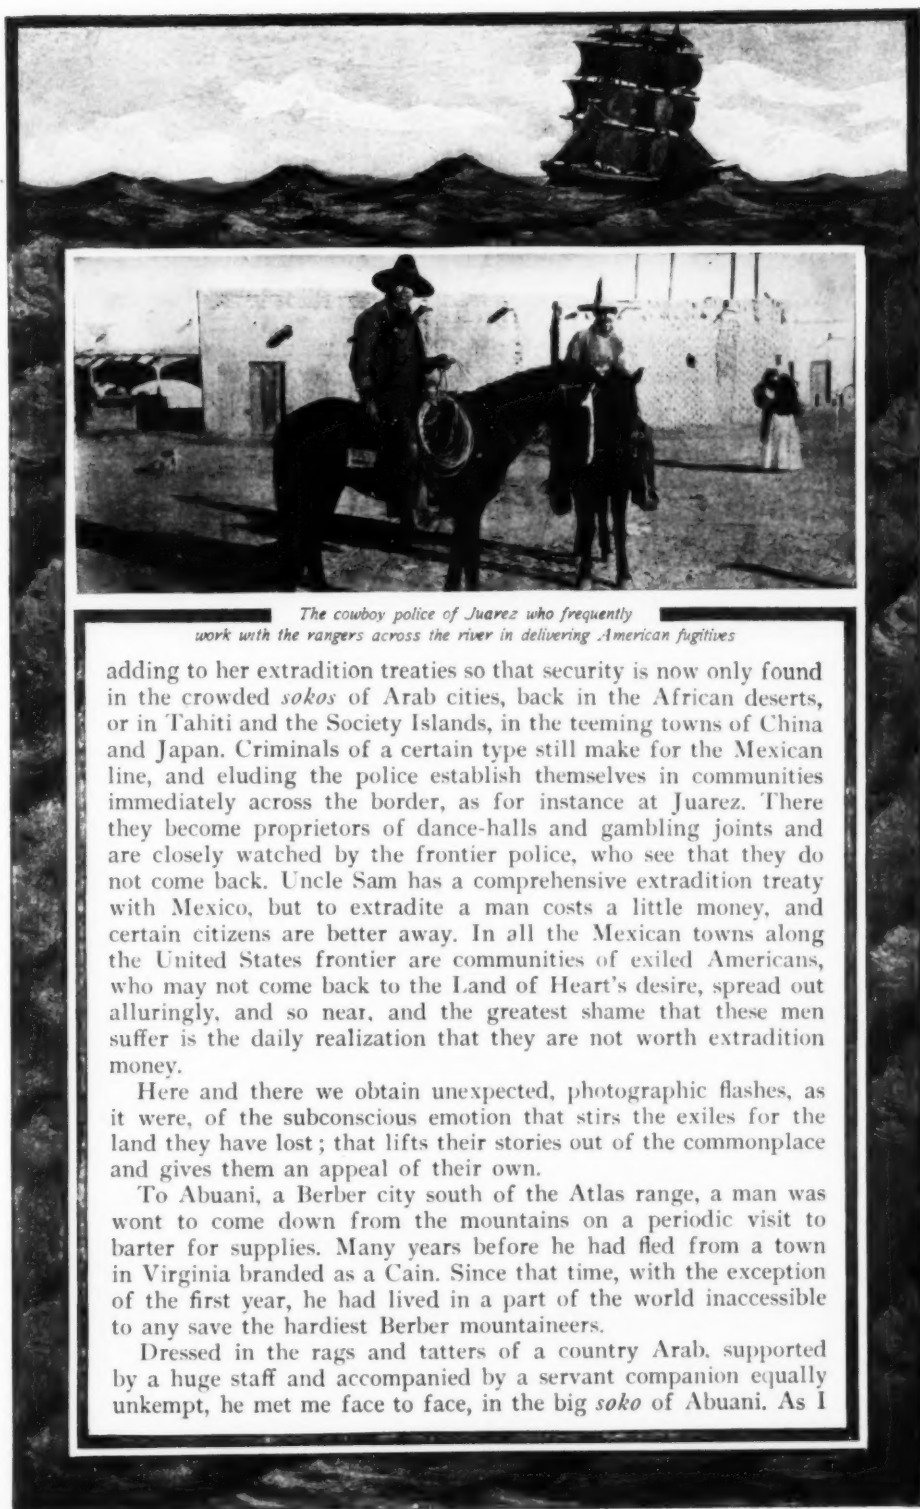 The cowboy police of Juarez who frequently
work with the rangers across the river in delivering American fugitives
adding to her extradition treaties so that security is now only found
in the crowded sokos of Arab cities, back in the African deserts,
or in Tahiti and the Society Islands, in the teeming towns of China
and Japan. Criminals of a certain type still make for the Mexican
line, and eluding the police establish themselves in communities
immediately across the border, as for instance at Juarez. There
they become proprietors of dance-halls and gambling joints and
are closely watched by the frontier police, who see that they do
not come back. Uncle Sam has a comprehensive extradition treaty
with Mexico, but to extradite a man costs a little money, and
certain citizens are better away. In all the Mexican towns along
the United States frontier are communities of exiled Americans,
who may not come back to the Land of Heart's desire, spread out
alluringly, and so near, and the greatest shame that these men
suffer is the daily realization that they are not worth extradition
money.
Here and there we obtain unexpected, photographic flashes, as
it were, of the subconscious emotion that stirs the exiles for the
land they have lost; that lifts their stories out of the commonplace
and gives them an appeal of their own.
To Abuani, a Berber city south of the Atlas range, a man was
wont to come down from the mountains on a periodic visit to
barter for supplies. Many years before he had fled from a town
in Virginia branded as a Cain. Since that time, with the exception
of the first year, he had lived in a part of the world inaccessible
to any save the hardiest Berber mountaineers.
Dressed in the rags and tatters of a country Arab, supported
by a huge staff and accompanied by a servant companion equally
unkempt, he met me face to face, in the big soko of Abuani. As I